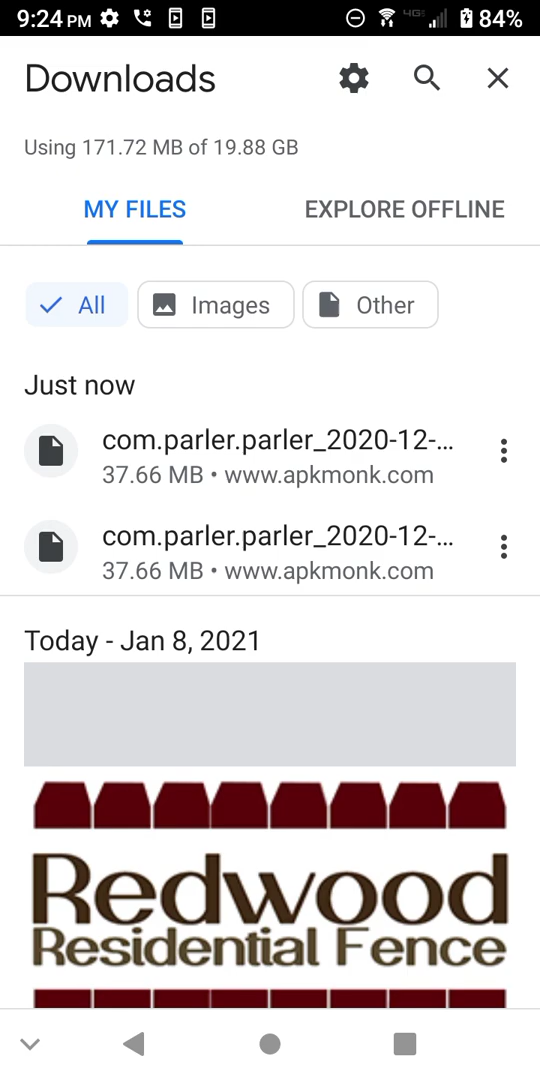 9:24 PM 4G 84%
Downloads
Using 171.72 MB of 19.88 GB
MY FILES EXPLORE OFFLINE
All Images Other
Just now
com.parler.parler_2020-12-...
37.66 MB • www.apkmonk.com
com.parler.parler_2020-12-...
37.66 MB • www.apkmonk.com
Today - Jan 8, 2021
Redwood
Residential Fence